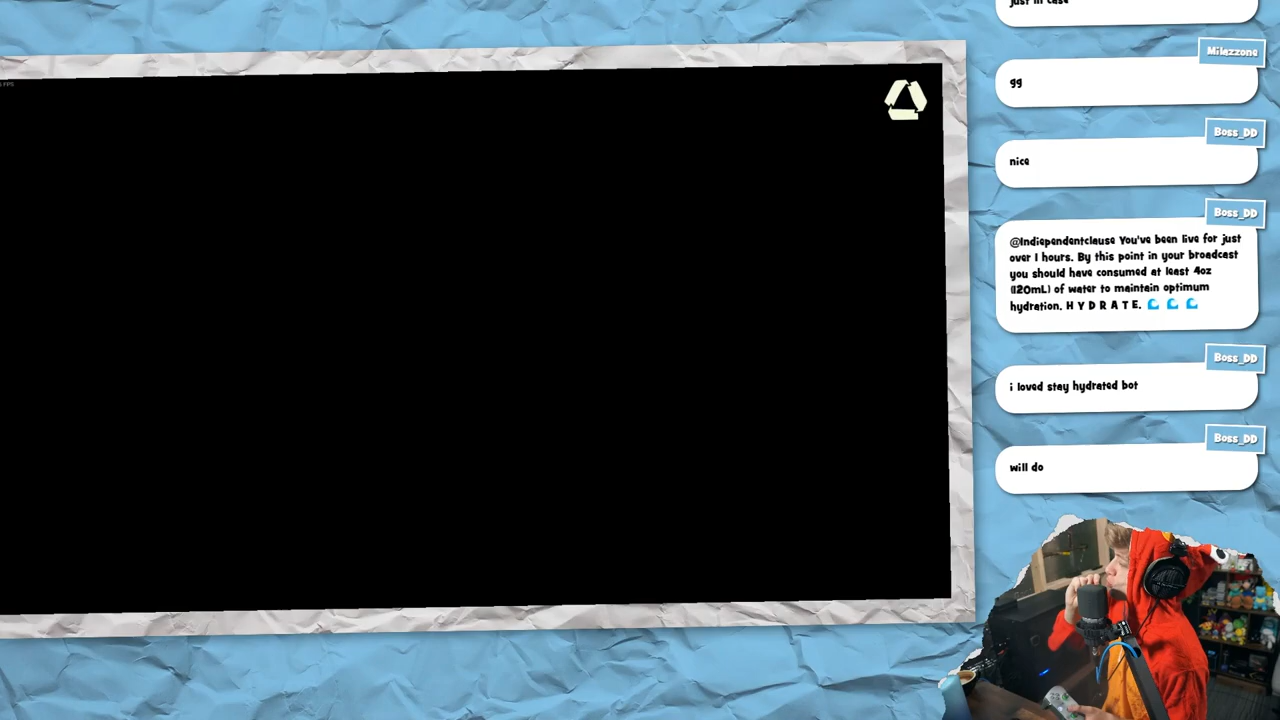 just in case
Milazzone
gg
Boss_DD
nice
Boss_DD
@Indiependentclause You've been live for just
over 1 hours. By this point in your broadcast
you should have consumed at least 4oz
(120mL) of water to maintain optimum
hydration. H Y D R A T E. 🌊 🌊 🌊
Boss_DD
i loved stay hydrated bot
Boss_DD
will do
FPS